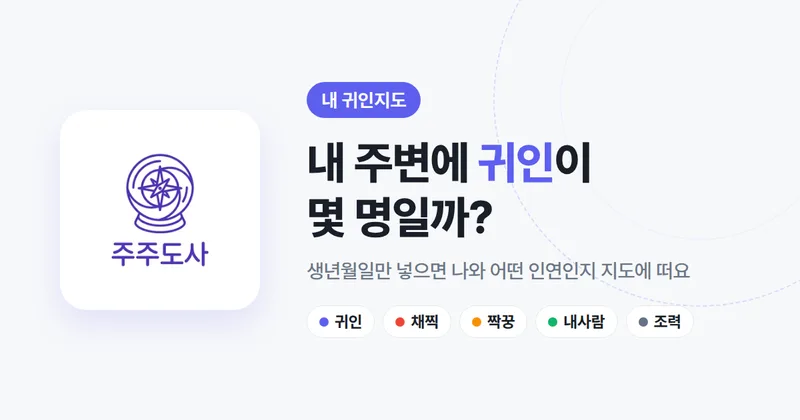 주주도사
내 귀인지도
내 주변에 귀인이
몇 명일까?
생년월일만 넣으면 나와 어떤 인연인지 지도에 떠요
귀인
채찍
짝꿍
내사람
조력